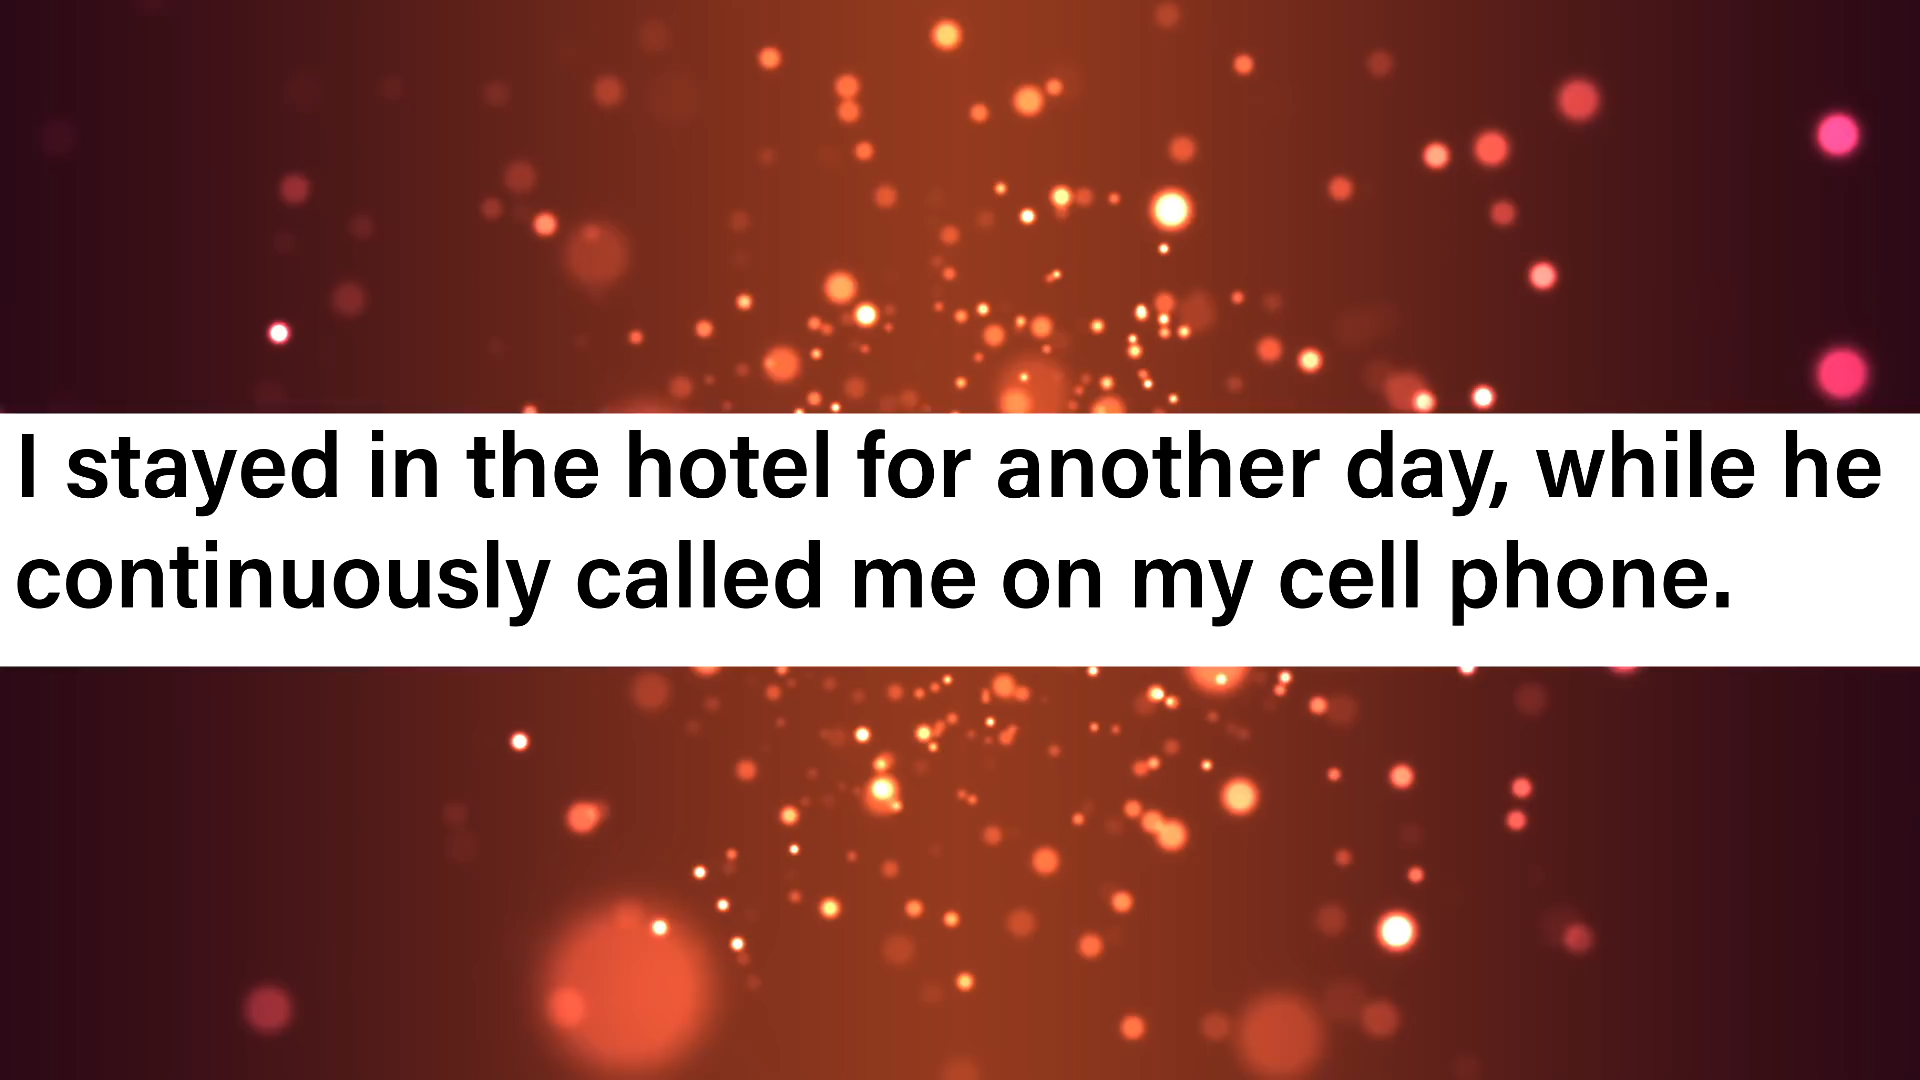 I stayed in the hotel for another day, while he
continuously called me on my cell phone.